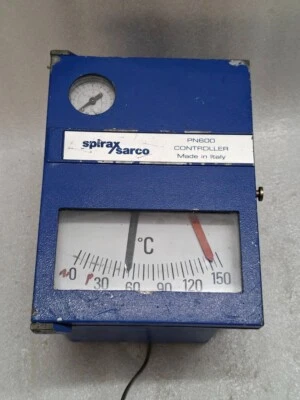 spirax
sarco
PN600
CONTROLLER
Made in Italy
°C
0 30 60 90 120 150